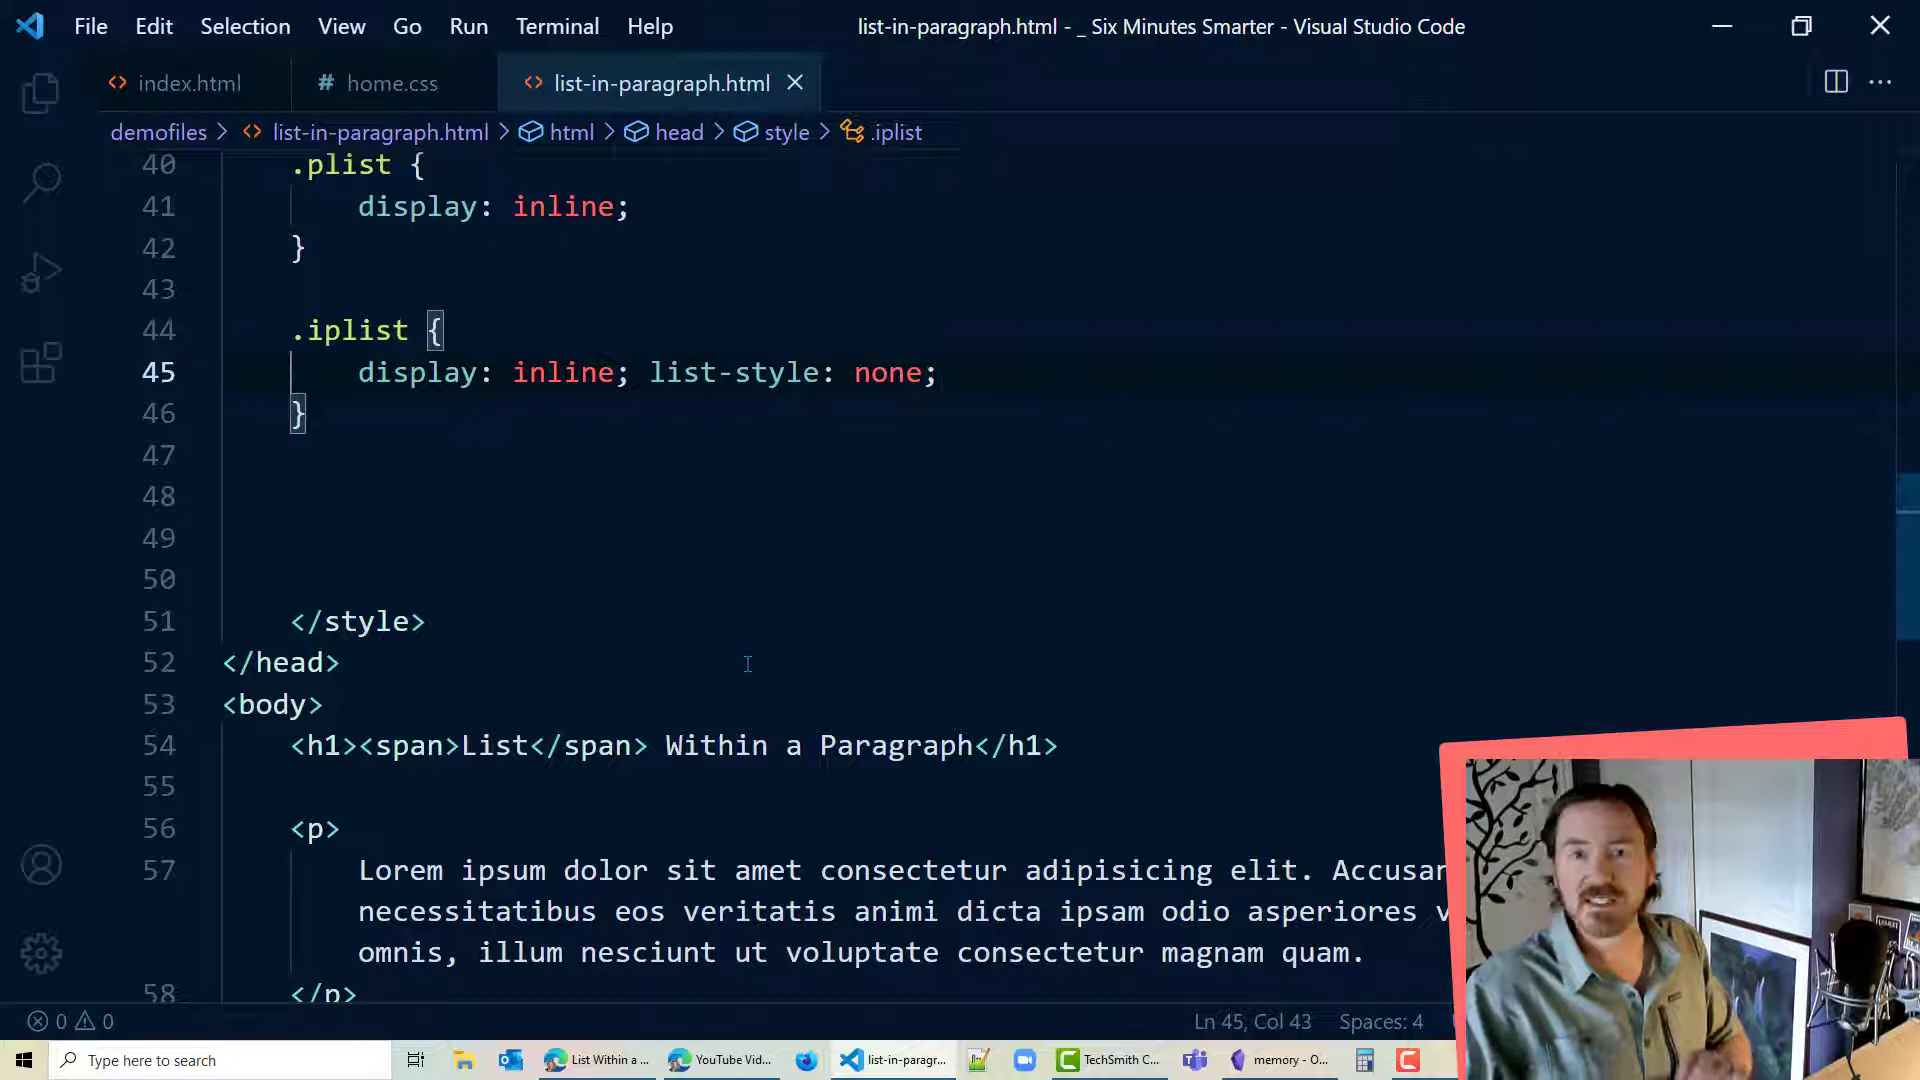 File Edit Selection View Go Run Terminal Help list-in-paragraph.html - _ Six Minutes Smarter - Visual Studio Code
index.html # home.css list-in-paragraph.html
demofiles > list-in-paragraph.html > html > head > style > .iplist
40 .plist {
41 display: inline;
42 }
43
44 .iplist {
45 display: inline; list-style: none;
46 }
47
48
49
50
51 </style>
52 </head>
53 <body>
54 <h1><span>List</span> Within a Paragraph</h1>
55
56 <p>
57 Lorem ipsum dolor sit amet consectetur adipisicing elit. Accusar
necessitatibus eos veritatis animi dicta ipsam odio asperiores v
omnis, illum nesciunt ut voluptate consectetur magnam quam.
58 </p>
0 0 Ln 45, Col 43 Spaces: 4
Type here to search List Within a ... YouTube Vid... list-in-paragr... TechSmith C... memory - O...